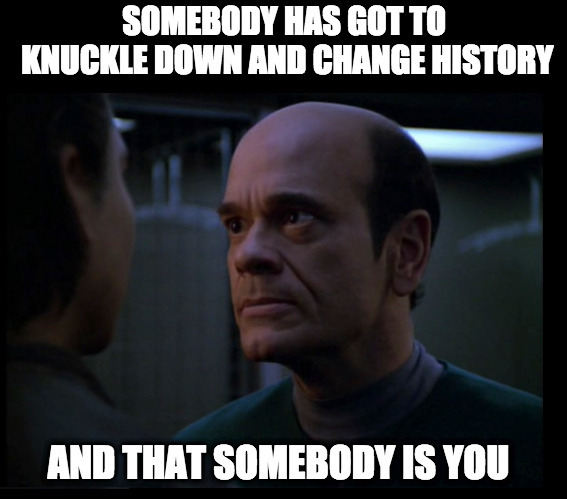 SOMEBODY HAS GOT TO
KNUCKLE DOWN AND CHANGE HISTORY
AND THAT SOMEBODY IS YOU